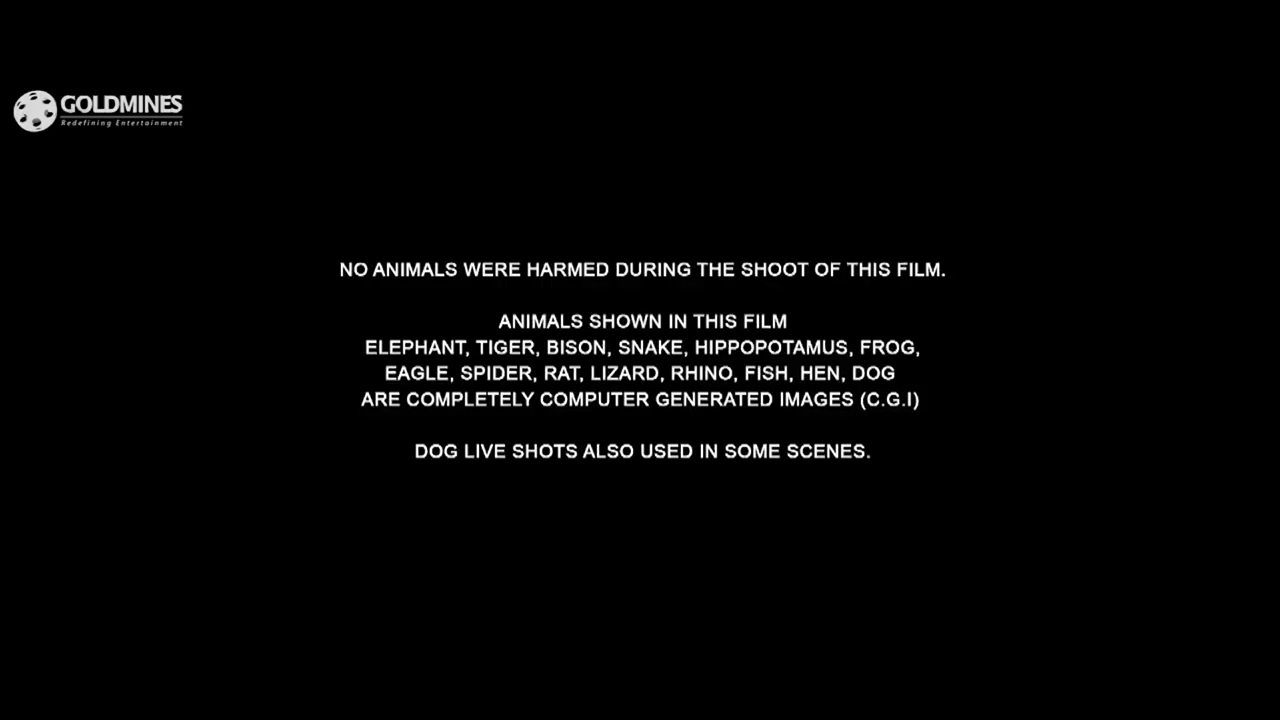 GOLDMINES
Redefining Entertainment
NO ANIMALS WERE HARMED DURING THE SHOOT OF THIS FILM.
ANIMALS SHOWN IN THIS FILM
ELEPHANT, TIGER, BISON, SNAKE, HIPPOPOTAMUS, FROG,
EAGLE, SPIDER, RAT, LIZARD, RHINO, FISH, HEN, DOG
ARE COMPLETELY COMPUTER GENERATED IMAGES (C.G.I)
DOG LIVE SHOTS ALSO USED IN SOME SCENES.